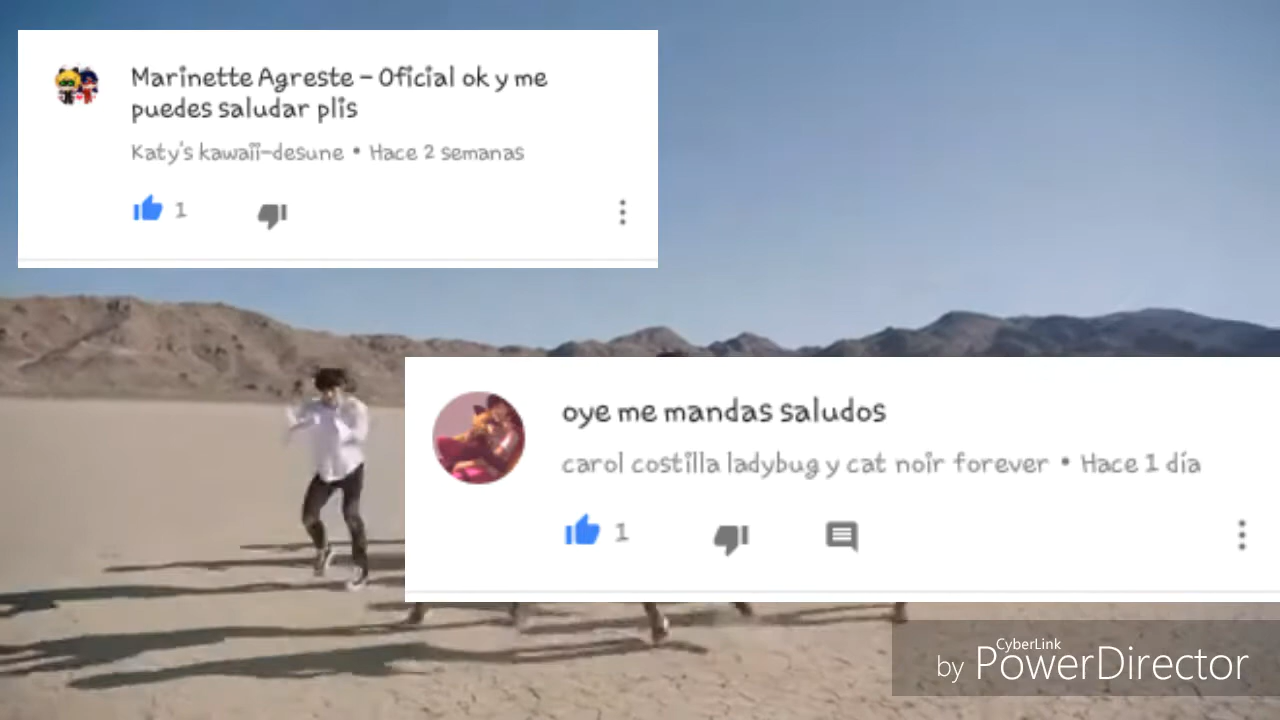 Marinette Agreste - Oficial ok y me
puedes saludar plis
Katy's kawaii-desune • Hace 2 semanas
1
oye me mandas saludos
carol costilla ladybug y cat noir forever • Hace 1 día
1
CyberLink
by PowerDirector